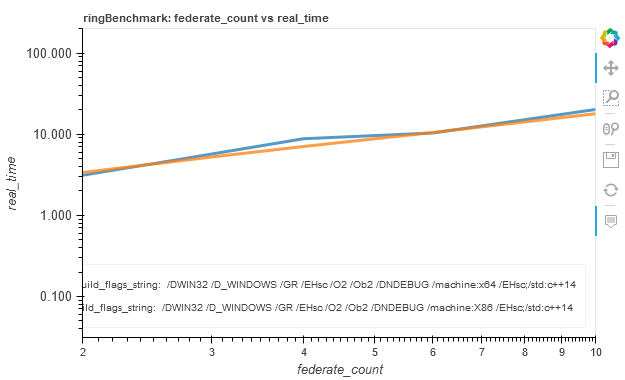 ringBenchmark: federate_count vs real_time
100.000
10.000
1.000
0.100
real_time
uild_flags_string: /DWIN32 /D_WINDOWS /GR /EHsc /O2 /Ob2 /DNDEBUG /machine:x64 /EHsc;/std:c++14
ild_flags_string: /DWIN32 /D_WINDOWS /GR /EHsc /O2 /Ob2 /DNDEBUG /machine:X86 /EHsc;/std:c++14
2 3 4 5 6 7 8 9 10
federate_count